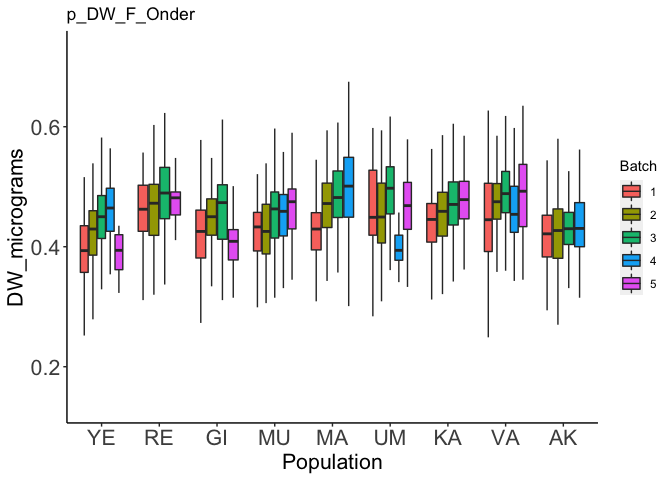 p_DW_F_Onder
DW_micrograms
0.6
0.4
0.2
YE RE GI MU MA UM KA VA AK
Population
Batch
1
2
3
4
5